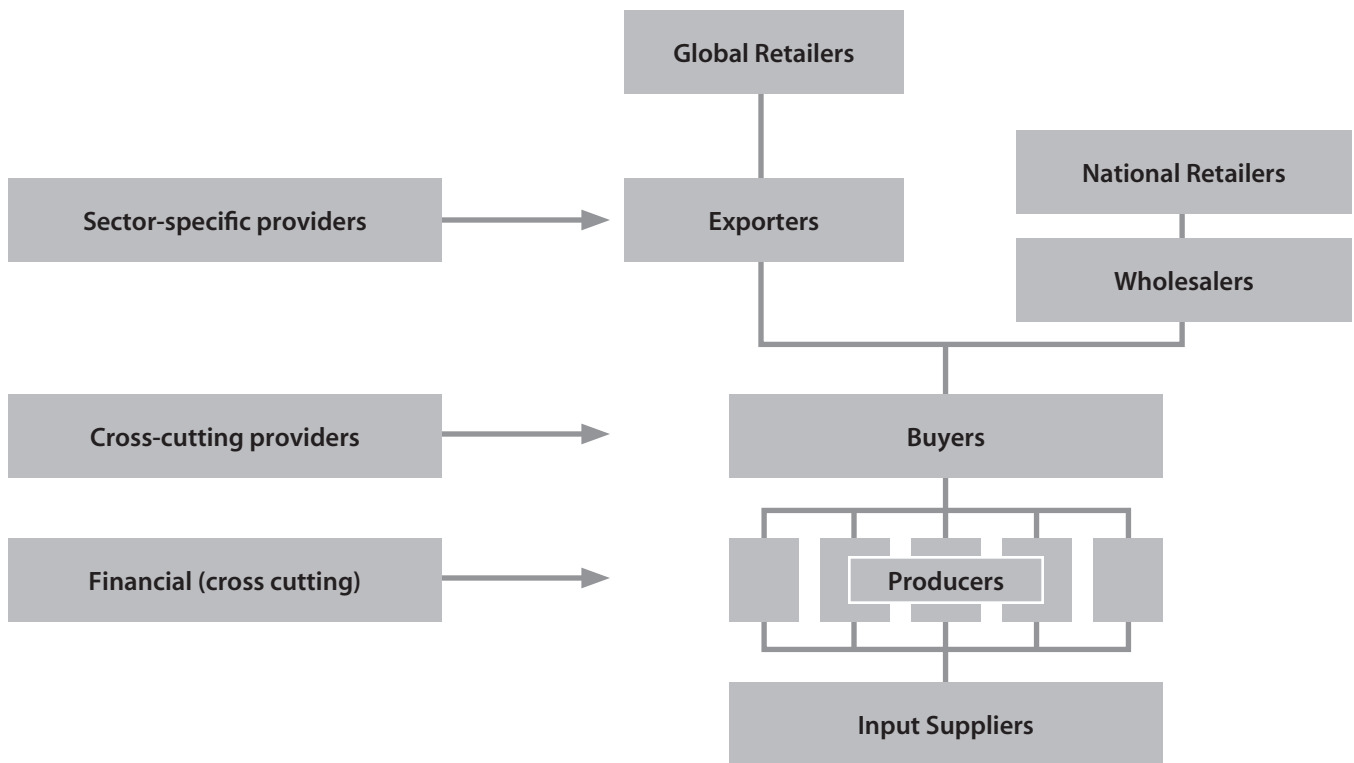 Global Retailers
National Retailers
Sector-specific providers
Exporters
Wholesalers
Cross-cutting providers
Buyers
Financial (cross cutting)
Producers
Input Suppliers